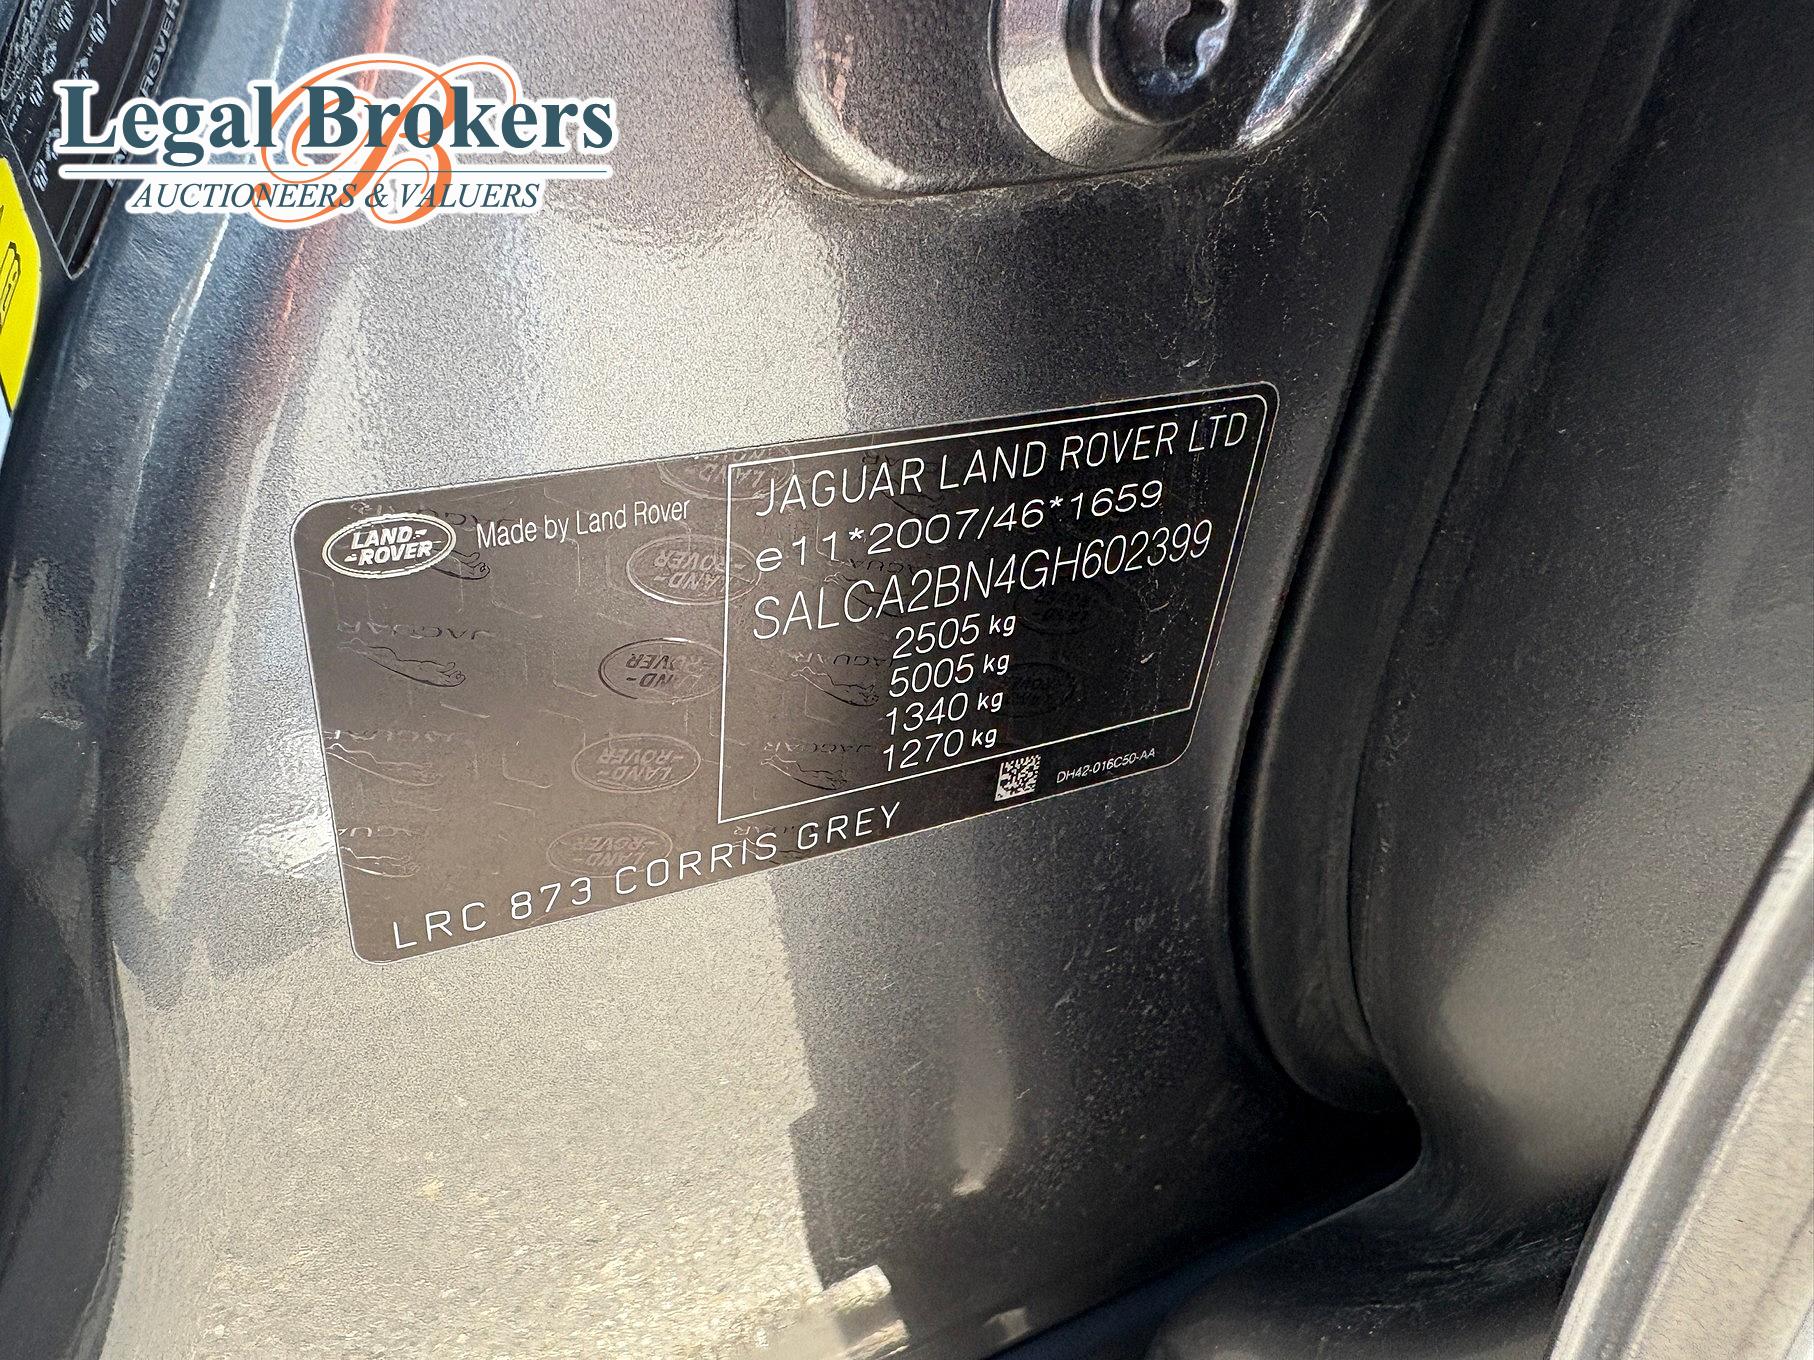 Legal Brokers
AUCTIONEERS & VALUERS
LAND-
-ROVER
Made by Land Rover
JAGUAR LAND ROVER LTD
e11*2007/46*1659
SALCA2BN4GH602399
2505 kg
5005 kg
1340 kg
1270 kg
DH42-016C50-AA
LRC 873 CORRIS GREY